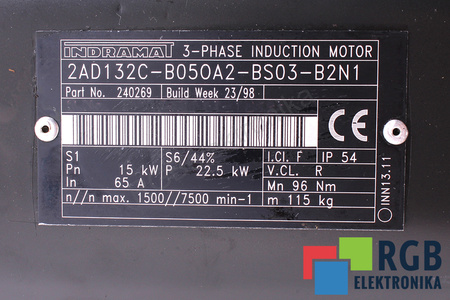 INDRAMAT 3-PHASE INDUCTION MOTOR
2AD132C-B050A2-BS03-B2N1
Part No. 240269 Build Week 23/98
CE
S1 S6/44% I.Cl. F IP 54
Pn 15 kW P 22.5 kW V.CL. R
In 65 A Mn 96 Nm
n//n max. 1500//7500 min-1 m 115 kg
INN13.11
RGB
ELEKTRONIKA